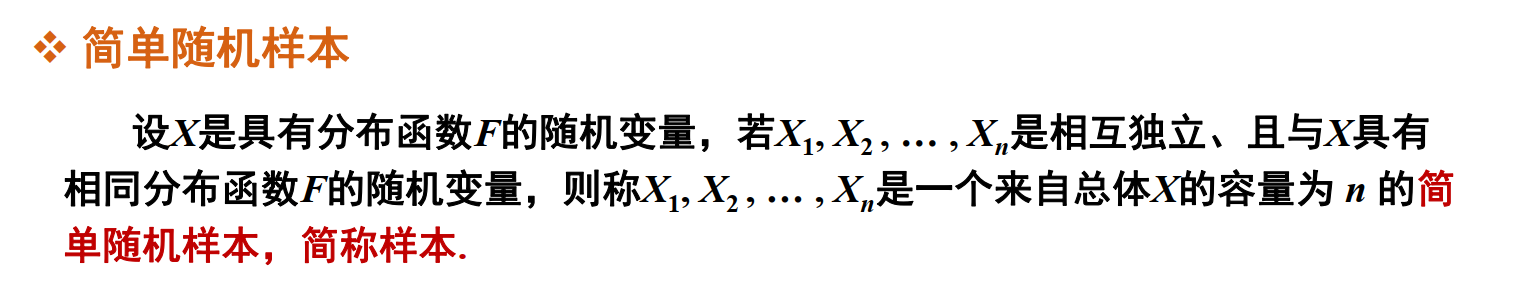 ❖ 简单随机样本
设X是具有分布函数F的随机变量，若X₁, X₂ , … , Xₙ是相互独立、且与X具有
相同分布函数F的随机变量，则称X₁, X₂ , … , Xₙ是一个来自总体X的容量为 n 的简
单随机样本，简称样本.